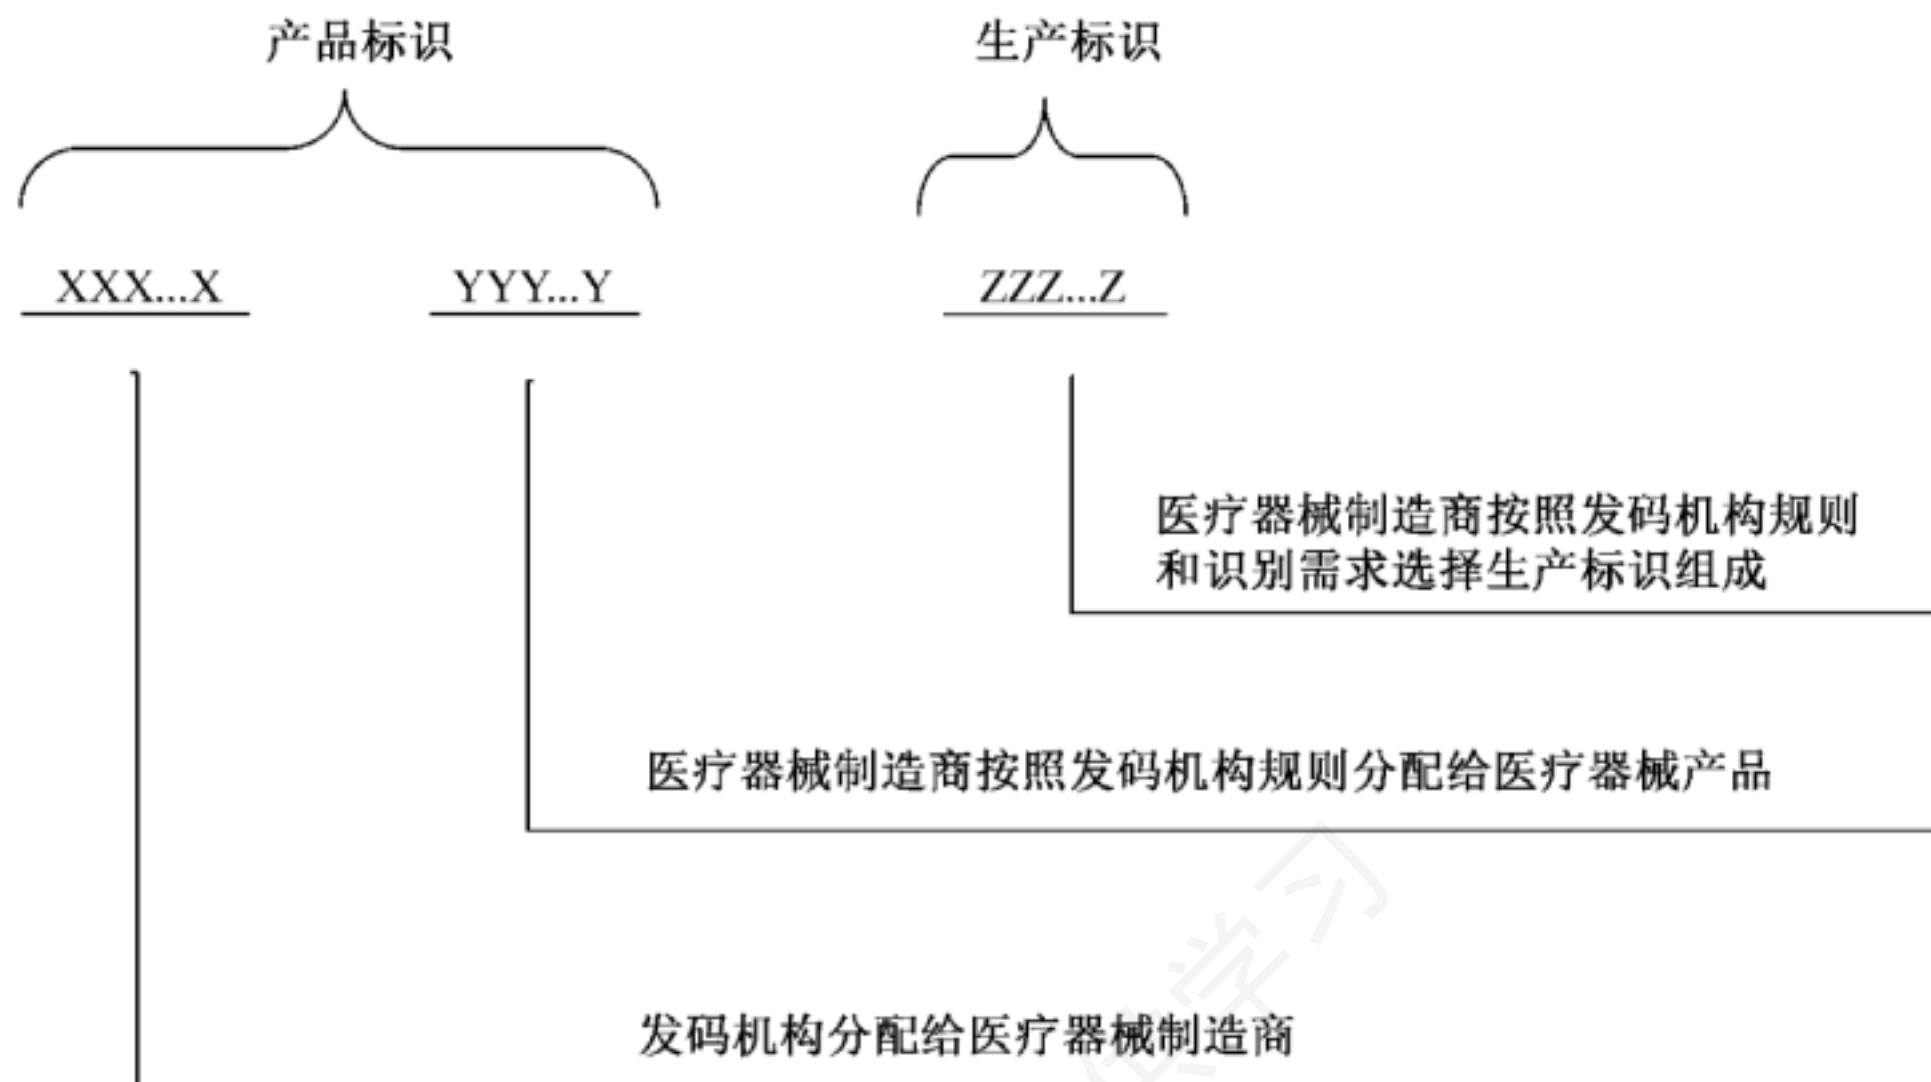 产品标识
生产标识
XXX...X
YYY...Y
ZZZ...Z
医疗器械制造商按照发码机构规则
和识别需求选择生产标识组成
医疗器械制造商按照发码机构规则分配给医疗器械产品
发码机构分配给医疗器械制造商
学习